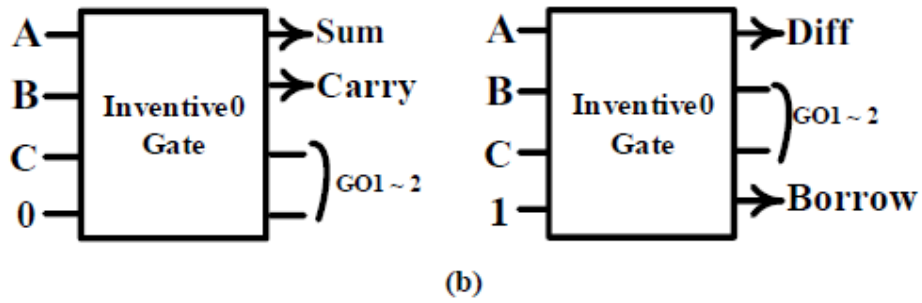 A
B
C
0
Inventive0
Gate
Sum
Carry
GO1 ~ 2
A
B
C
1
Inventive0
Gate
Diff
GO1 ~ 2
Borrow
(b)